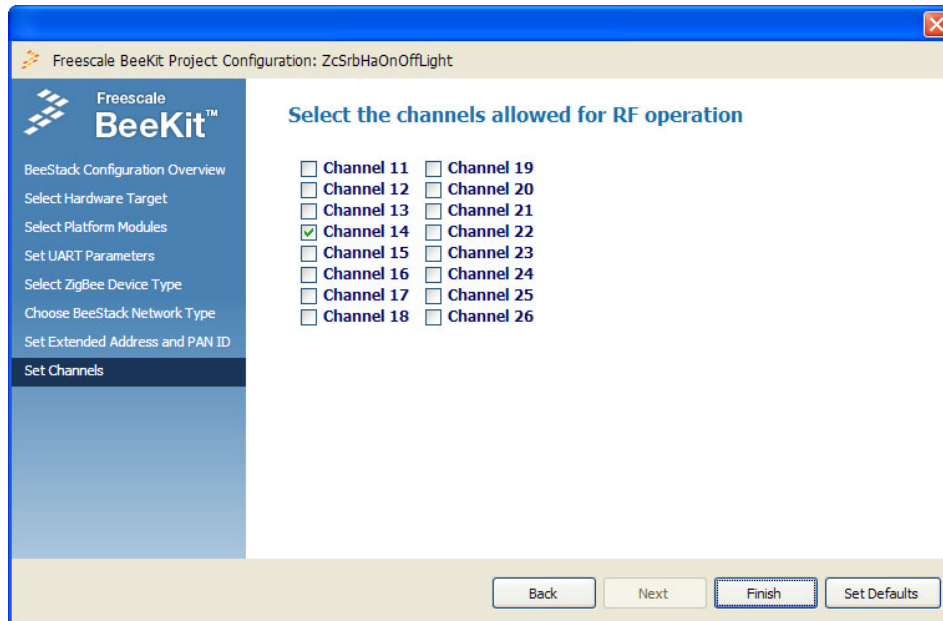 Freescale BeeKit Project Configuration: ZcSrbHaOnOffLight
Freescale
BeeKit™
BeeStack Configuration Overview
Select Hardware Target
Select Platform Modules
Set UART Parameters
Select ZigBee Device Type
Choose BeeStack Network Type
Set Extended Address and PAN ID
Set Channels
Select the channels allowed for RF operation
Channel 11
Channel 12
Channel 13
Channel 14
Channel 15
Channel 16
Channel 17
Channel 18
Channel 19
Channel 20
Channel 21
Channel 22
Channel 23
Channel 24
Channel 25
Channel 26
Back
Next
Finish
Set Defaults